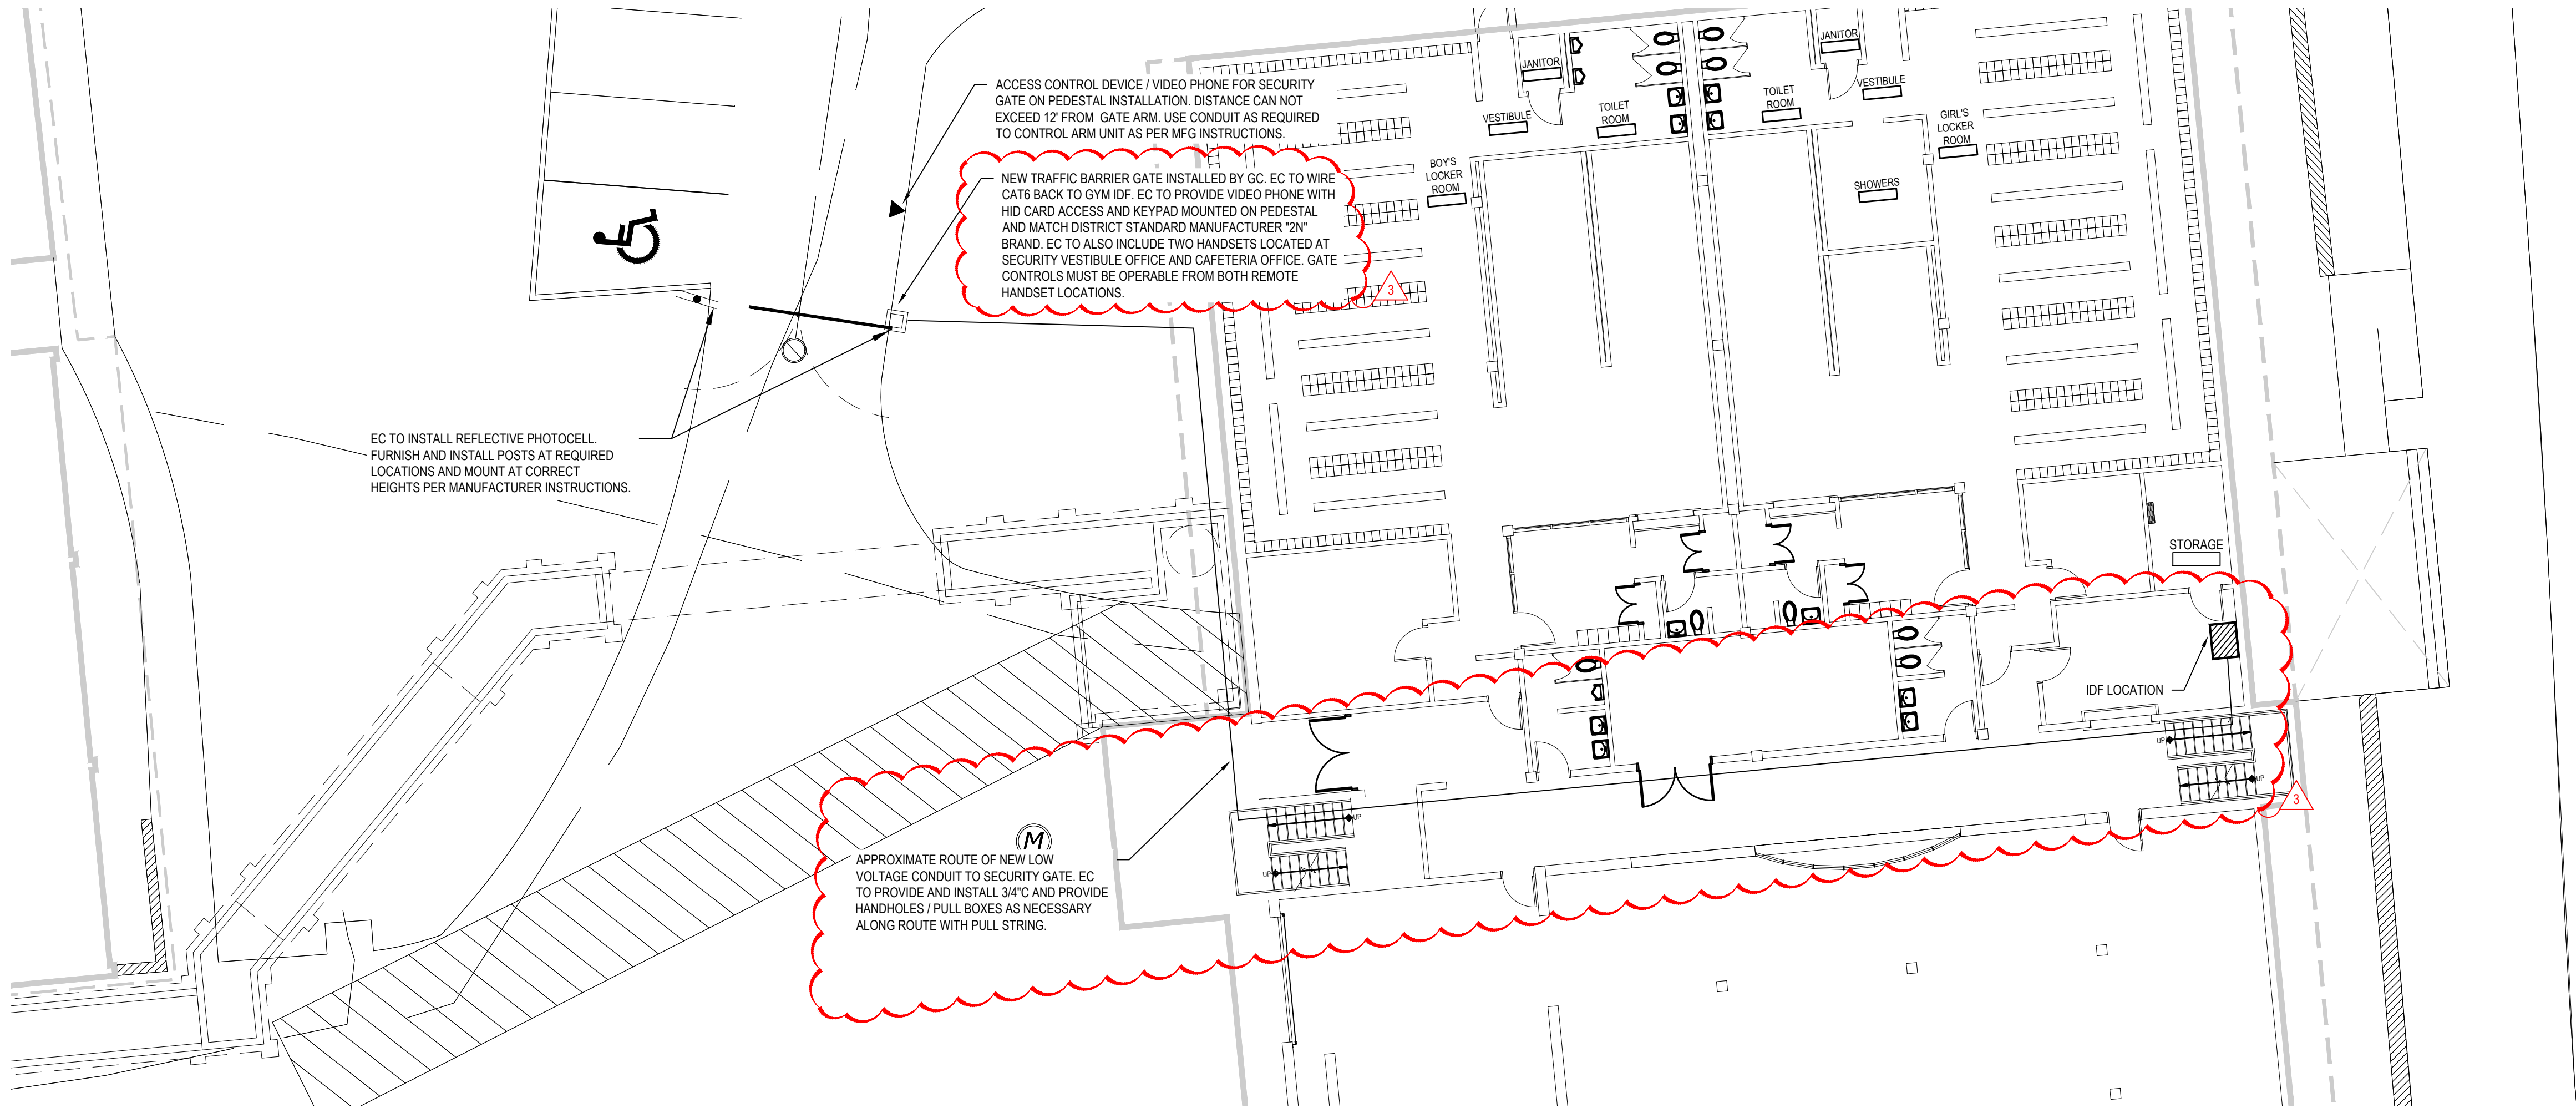 ACCESS CONTROL DEVICE / VIDEO PHONE FOR SECURITY
GATE ON PEDESTAL INSTALLATION. DISTANCE CAN NOT
EXCEED 12' FROM GATE ARM. USE CONDUIT AS REQUIRED
TO CONTROL ARM UNIT AS PER MFG INSTRUCTIONS.
NEW TRAFFIC BARRIER GATE INSTALLED BY GC. EC TO WIRE
CAT6 BACK TO GYM IDF. EC TO PROVIDE VIDEO PHONE WITH
HID CARD ACCESS AND KEYPAD MOUNTED ON PEDESTAL
AND MATCH DISTRICT STANDARD MANUFACTURER "2N"
BRAND. EC TO ALSO INCLUDE TWO HANDSETS LOCATED AT
SECURITY VESTIBULE OFFICE AND CAFETERIA OFFICE. GATE
CONTROLS MUST BE OPERABLE FROM BOTH REMOTE
HANDSET LOCATIONS.
3
JANITOR
VESTIBULE
TOILET
ROOM
BOY'S
LOCKER
ROOM
JANITOR
VESTIBULE
TOILET
ROOM
GIRL'S
LOCKER
ROOM
SHOWERS
EC TO INSTALL REFLECTIVE PHOTOCELL.
FURNISH AND INSTALL POSTS AT REQUIRED
LOCATIONS AND MOUNT AT CORRECT
HEIGHTS PER MANUFACTURER INSTRUCTIONS.
STORAGE
IDF LOCATION
UP
UP
3
UP
UP
M
APPROXIMATE ROUTE OF NEW LOW
VOLTAGE CONDUIT TO SECURITY GATE. EC
TO PROVIDE AND INSTALL 3/4"C AND PROVIDE
HANDHOLES / PULL BOXES AS NECESSARY
ALONG ROUTE WITH PULL STRING.